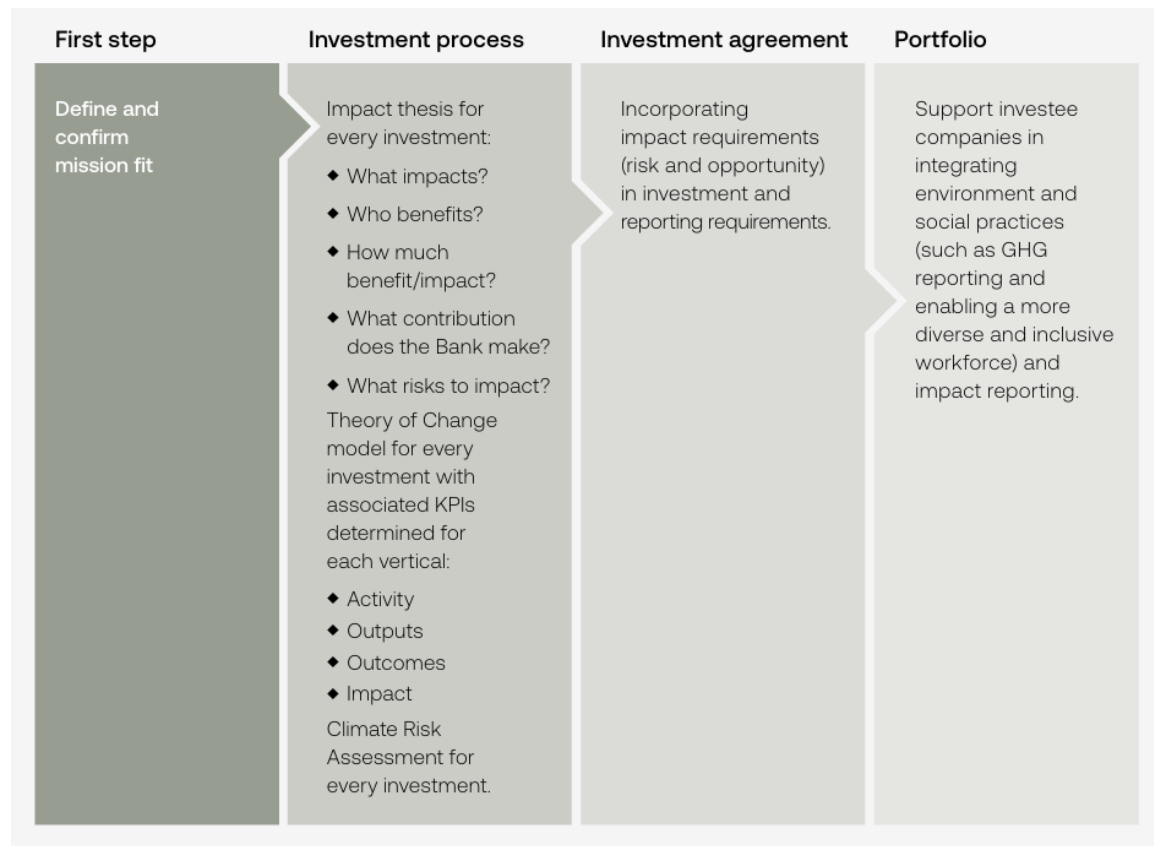 First step
Define and
confirm
mission fit
Investment process
Impact thesis for
every investment:
◆ What impacts?
◆ Who benefits?
◆ How much
benefit/impact?
◆ What contribution
does the Bank make?
◆ What risks to impact?
Theory of Change
model for every
investment with
associated KPIs
determined for
each vertical:
◆ Activity
◆ Outputs
◆ Outcomes
◆ Impact
Climate Risk
Assessment for
every investment.
Investment agreement
Incorporating
impact requirements
(risk and opportunity)
in investment and
reporting requirements.
Portfolio
Support investee
companies in
integrating
environment and
social practices
(such as GHG
reporting and
enabling a more
diverse and inclusive
workforce) and
impact reporting.